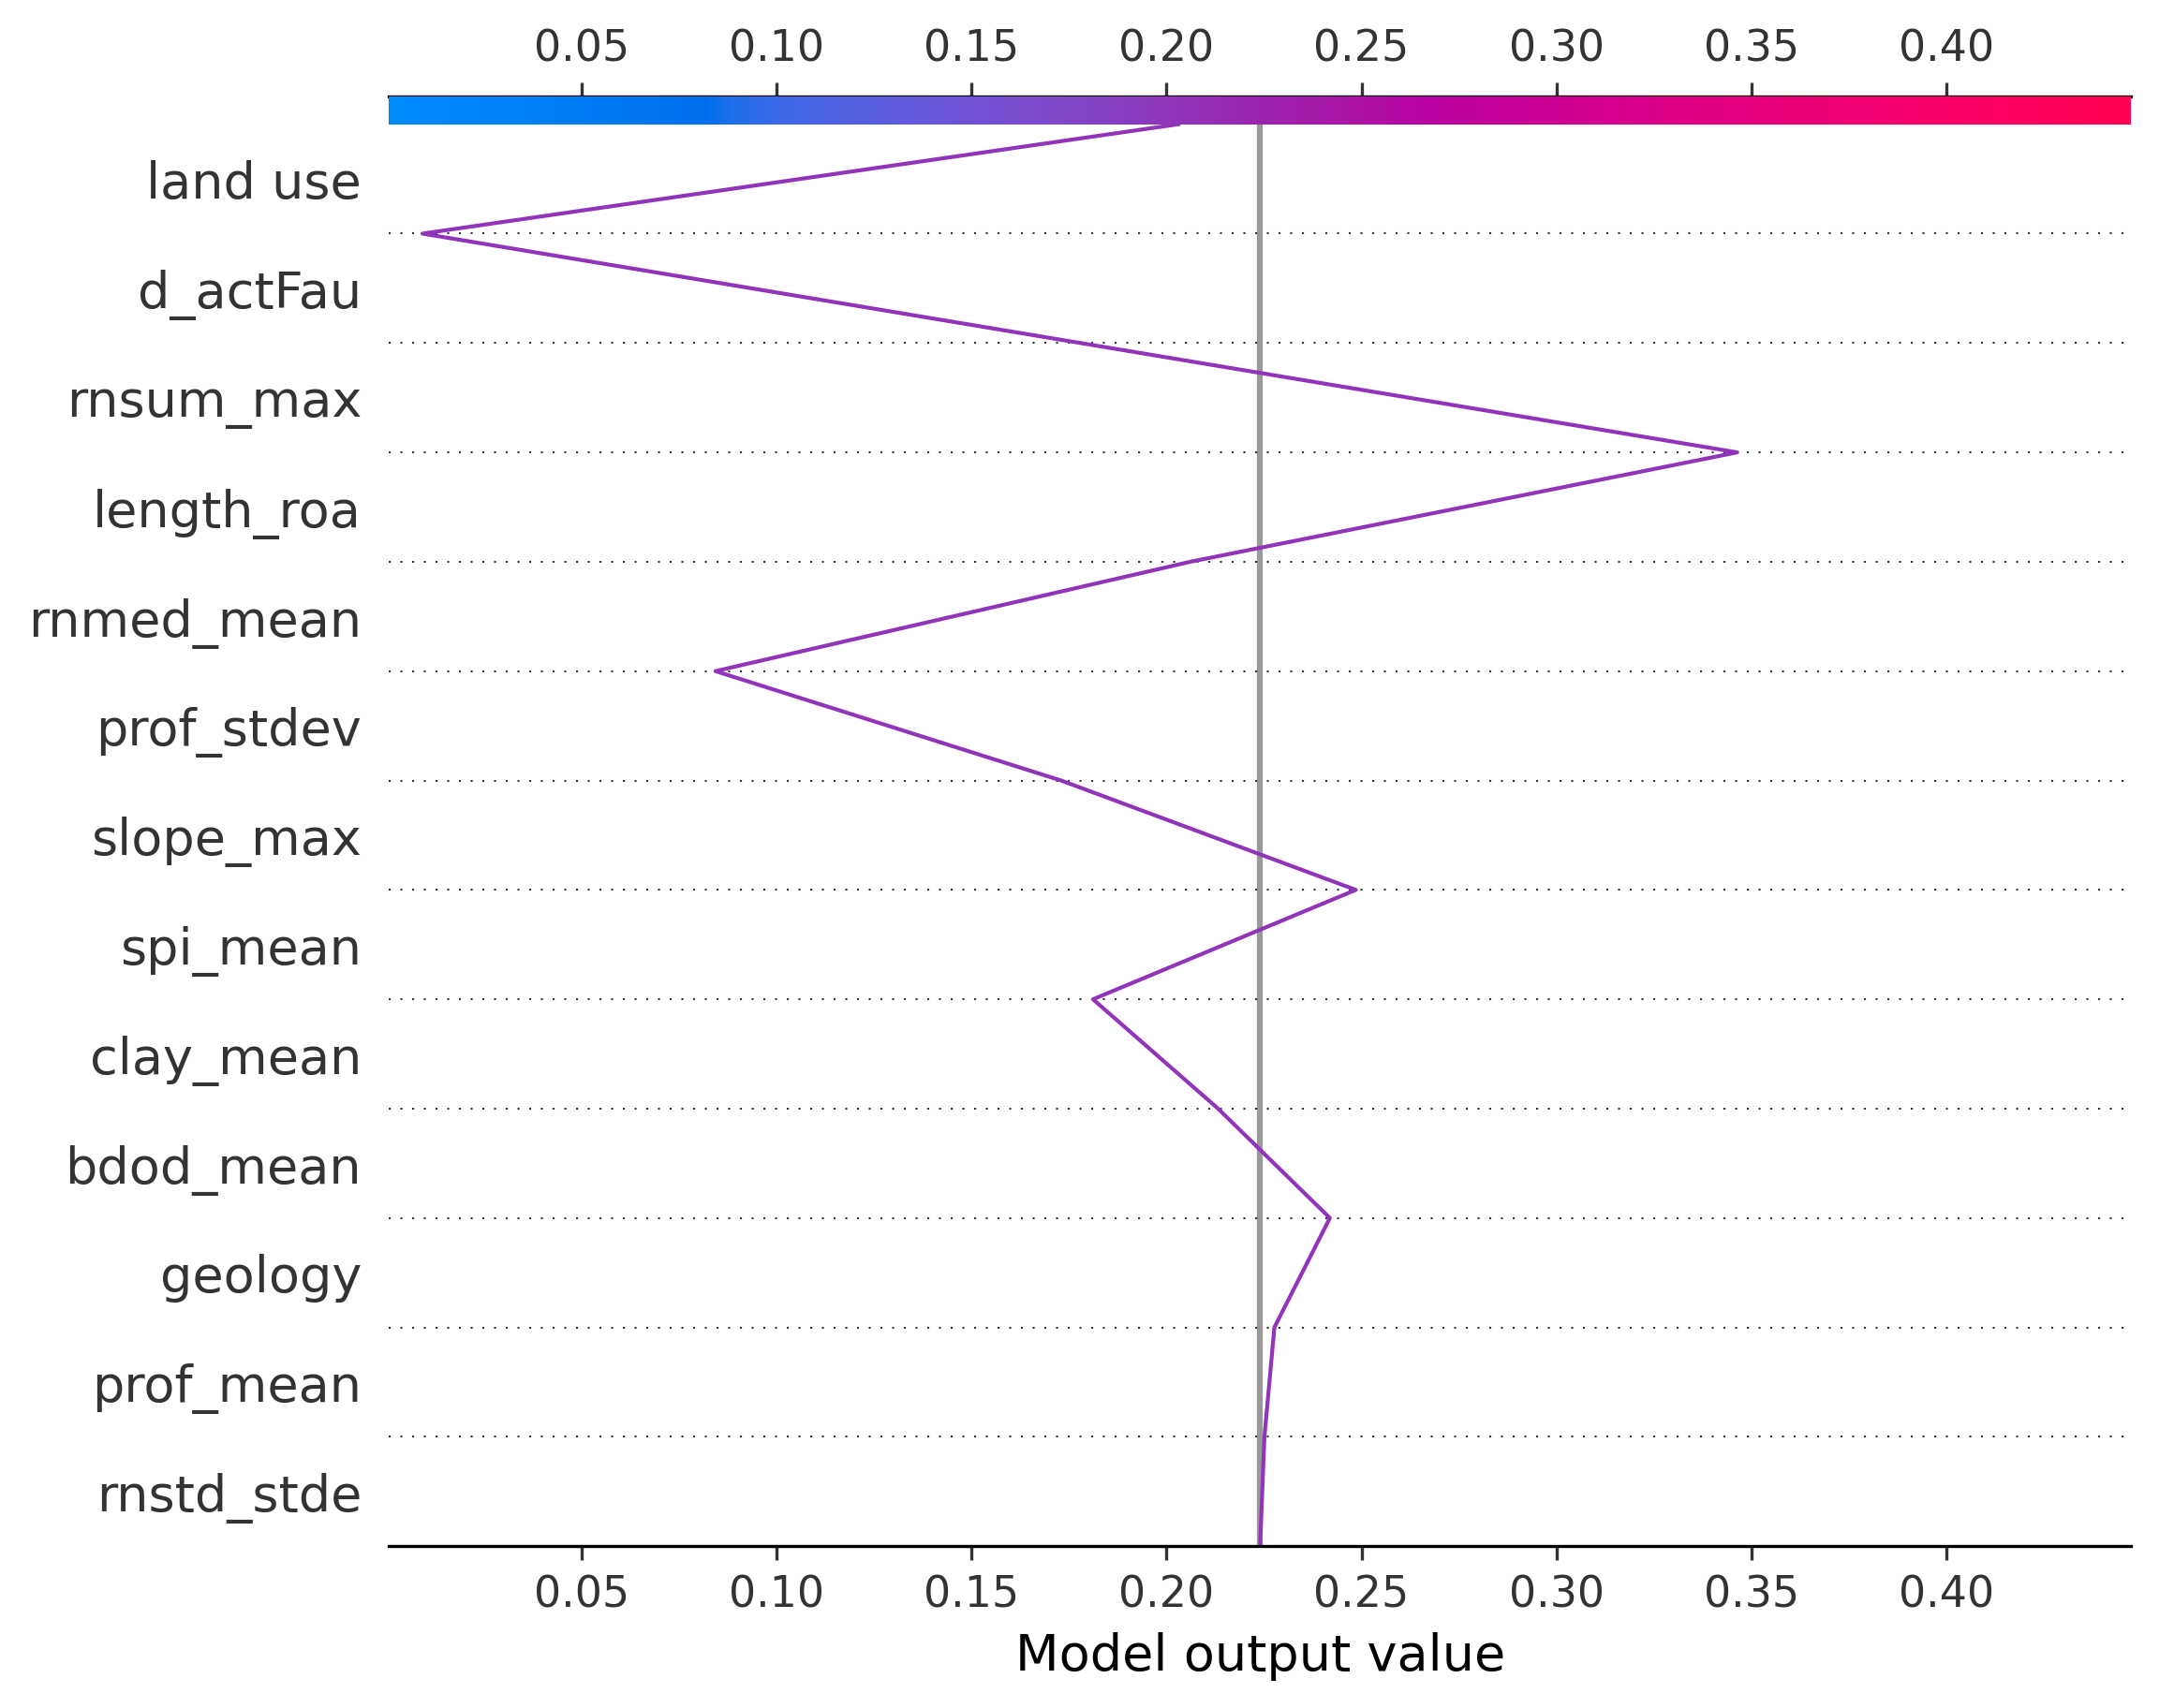 0.05 0.10 0.15 0.20 0.25 0.30 0.35 0.40
land use
d_actFau
rnsum_max
length_roa
rnmed_mean
prof_stdev
slope_max
spi_mean
clay_mean
bdod_mean
geology
prof_mean
rnstd_stde
0.05 0.10 0.15 0.20 0.25 0.30 0.35 0.40
Model output value